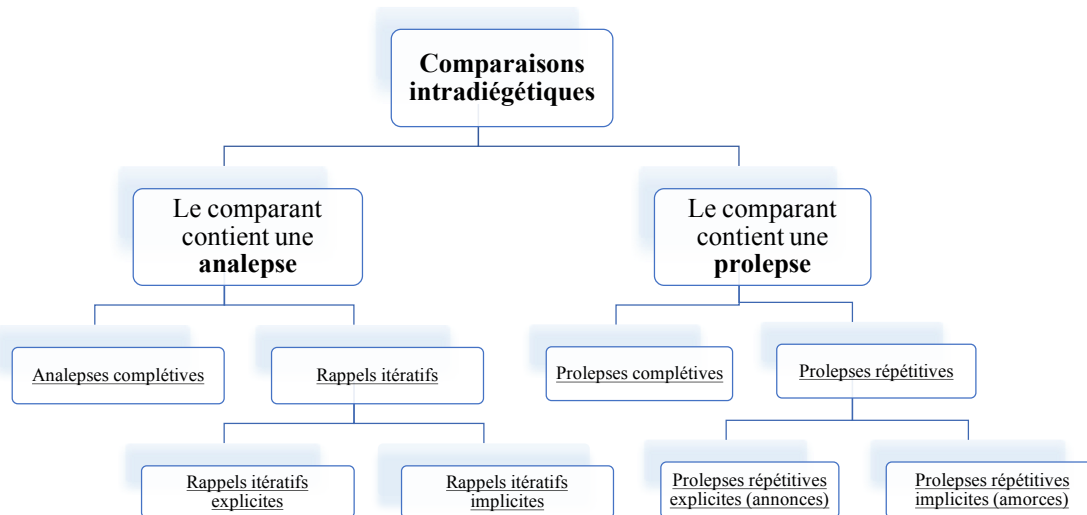 Comparaisons
intradiégétiques
Le comparant
contient une
analepse
Le comparant
contient une
prolepse
Analepses complétives
Rappels itératifs
Prolepses complétives
Prolepses répétitives
Rappels itératifs
explicites
Rappels itératifs
implicites
Prolepses répétitives
explicites (annonces)
Prolepses répétitives
implicites (amorces)